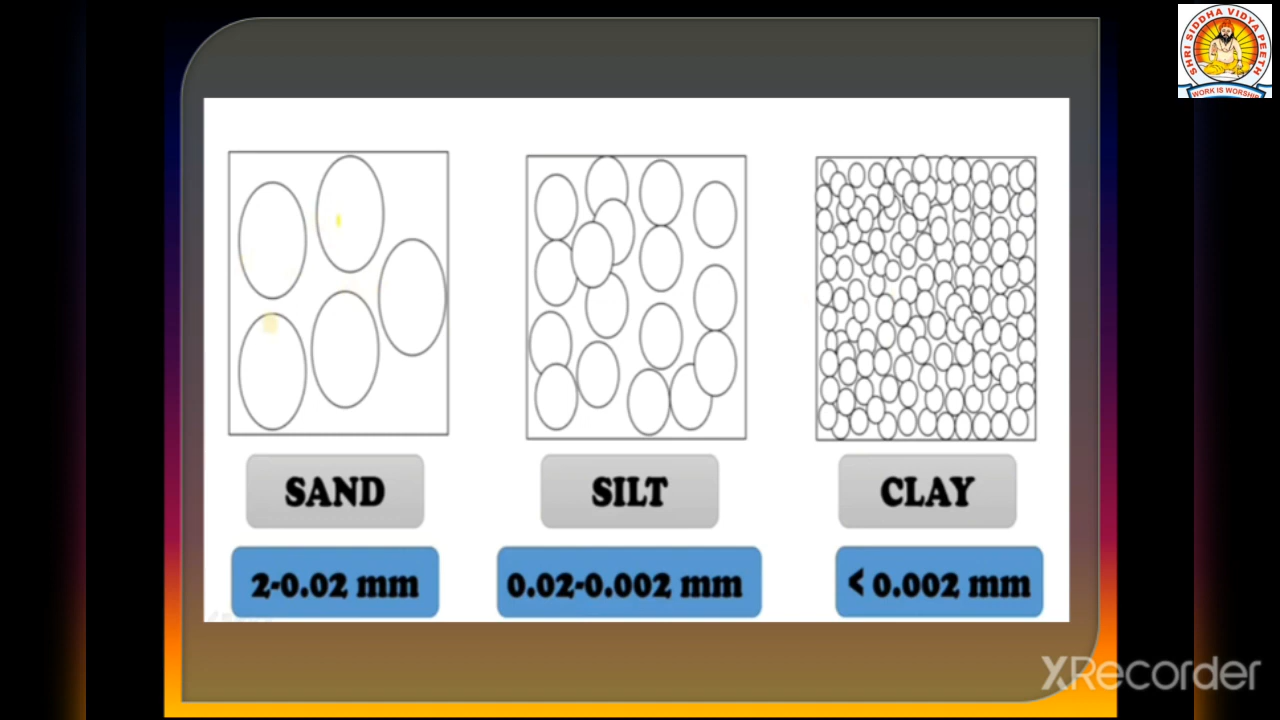 SHRI SIDDHA VIDYA PEETH
WORK IS WORSHIP
SAND
SILT
CLAY
2-0.02 mm
0.02-0.002 mm
< 0.002 mm
XRecorder